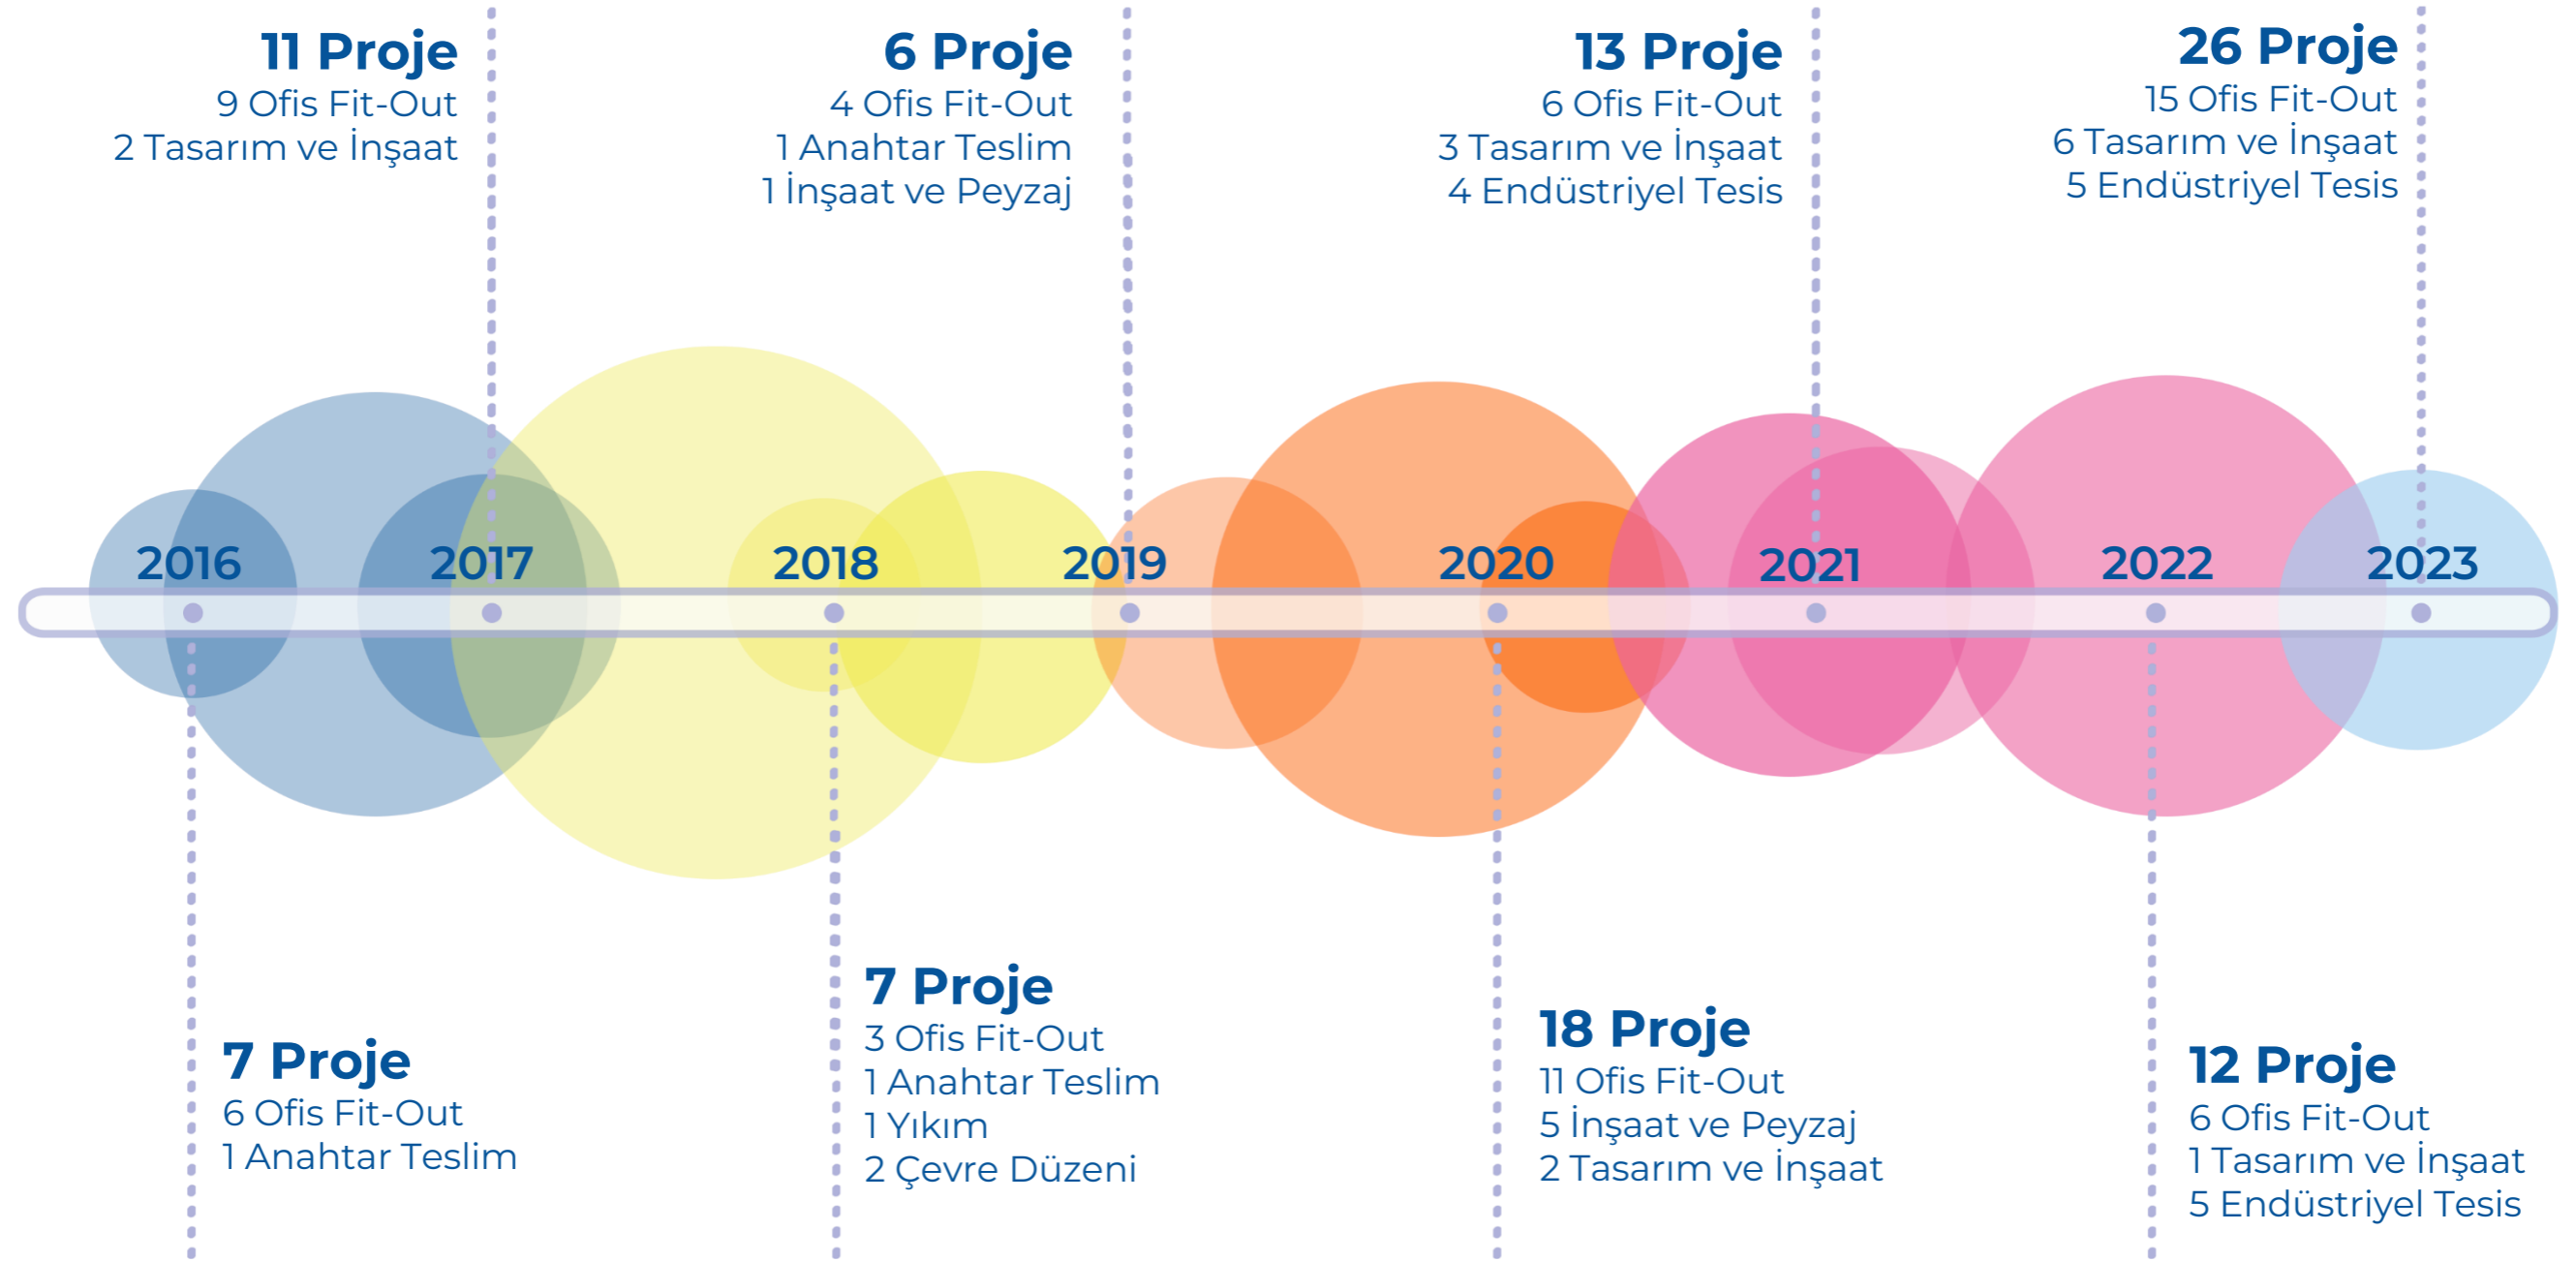 11 Proje
9 Ofis Fit-Out
2 Tasarım ve İnşaat
6 Proje
4 Ofis Fit-Out
1 Anahtar Teslim
1 İnşaat ve Peyzaj
13 Proje
6 Ofis Fit-Out
3 Tasarım ve İnşaat
4 Endüstriyel Tesis
26 Proje
15 Ofis Fit-Out
6 Tasarım ve İnşaat
5 Endüstriyel Tesis
2016
2017
2018
2019
2020
2021
2022
2023
7 Proje
6 Ofis Fit-Out
1 Anahtar Teslim
7 Proje
3 Ofis Fit-Out
1 Anahtar Teslim
1 Yıkım
2 Çevre Düzeni
18 Proje
11 Ofis Fit-Out
5 İnşaat ve Peyzaj
2 Tasarım ve İnşaat
12 Proje
6 Ofis Fit-Out
1 Tasarım ve İnşaat
5 Endüstriyel Tesis